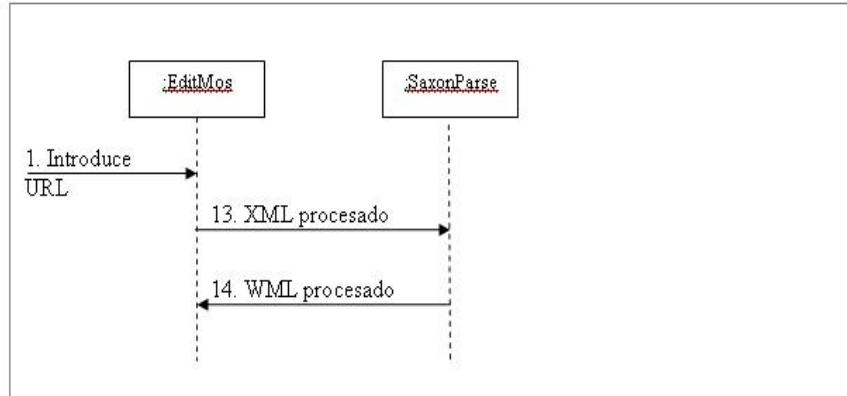 :EditMos
:SaxonParse
1. Introduce
URL
13. XML procesado
14. WML procesado